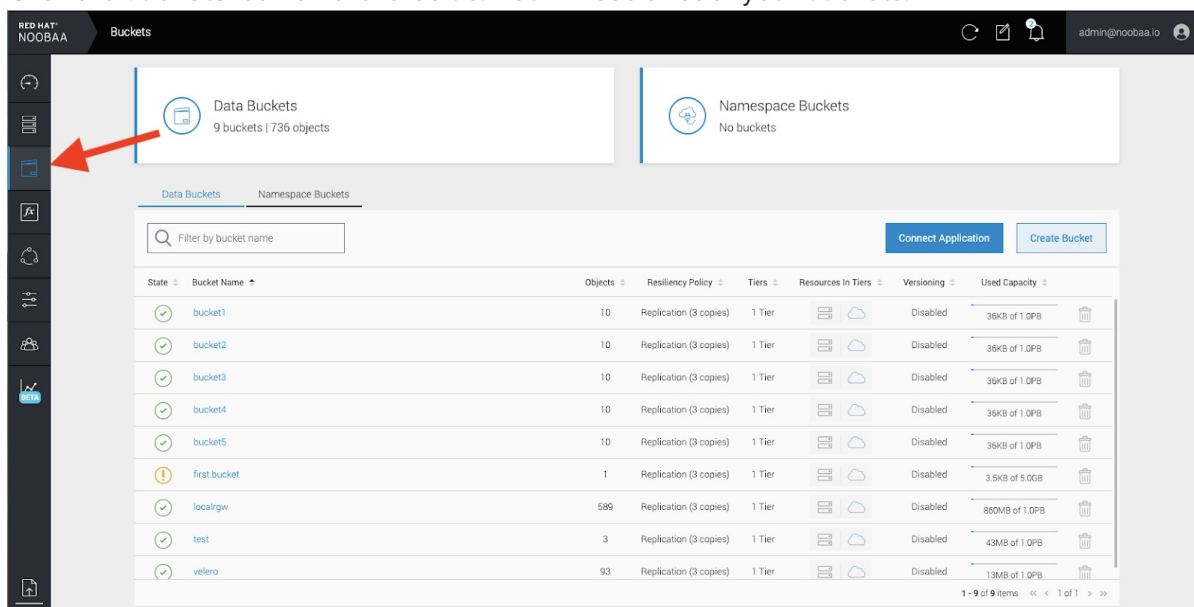 RED HAT®
NOOBAA
Buckets
2
admin@noobaa.io
Data Buckets
9 buckets | 736 objects
Namespace Buckets
No buckets
Data Buckets Namespace Buckets
Filter by bucket name
Connect Application
Create Bucket
State Bucket Name Objects Resiliency Policy Tiers Resources In Tiers Versioning Used Capacity
bucket1 10 Replication (3 copies) 1 Tier Disabled 36KB of 1.0PB
bucket2 10 Replication (3 copies) 1 Tier Disabled 36KB of 1.0PB
bucket3 10 Replication (3 copies) 1 Tier Disabled 36KB of 1.0PB
bucket4 10 Replication (3 copies) 1 Tier Disabled 36KB of 1.0PB
bucket5 10 Replication (3 copies) 1 Tier Disabled 36KB of 1.0PB
first.bucket 1 Replication (3 copies) 1 Tier Disabled 3.5KB of 5.0GB
localrgw 589 Replication (3 copies) 1 Tier Disabled 860MB of 1.0PB
test 3 Replication (3 copies) 1 Tier Disabled 43MB of 1.0PB
velero 93 Replication (3 copies) 1 Tier Disabled 13MB of 1.0PB
1 - 9 of 9 items « < 1 of 1 > »
fx
BETA